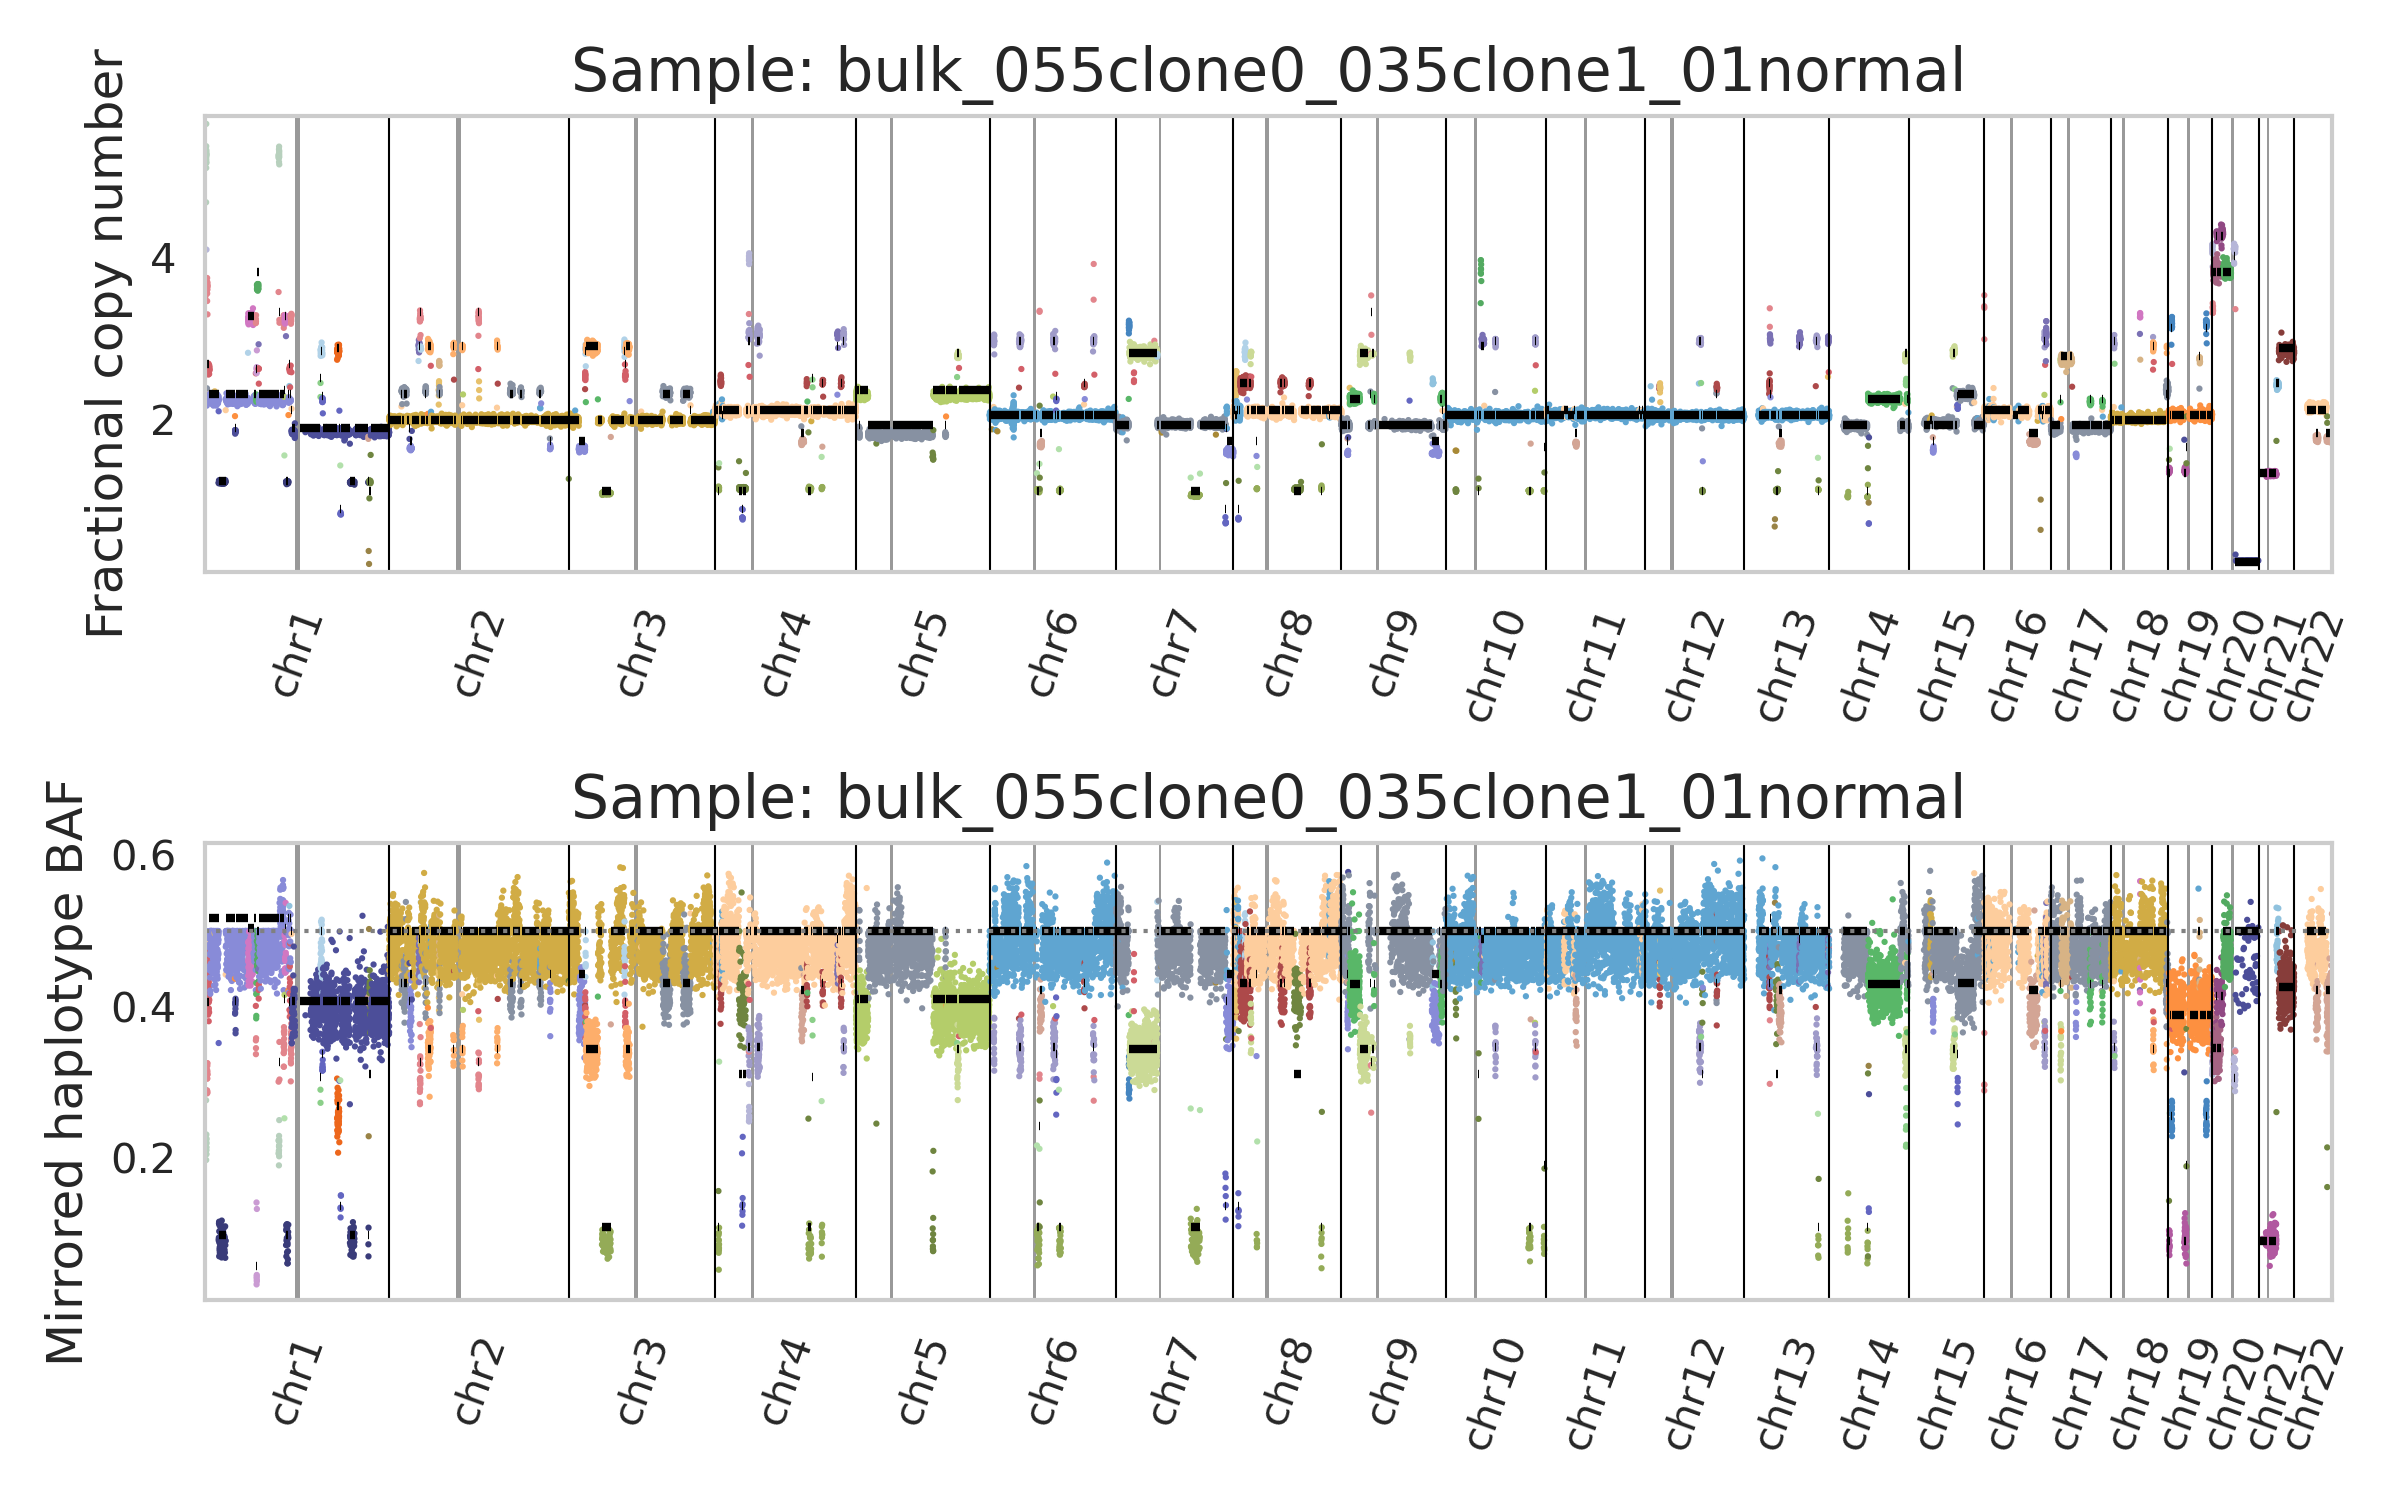 Sample: bulk_055clone0_035clone1_01normal
Fractional copy number
4
2
chr1 chr2 chr3 chr4 chr5 chr6 chr7 chr8 chr9 chr10 chr11 chr12 chr13 chr14 chr15 chr16 chr17 chr18 chr19 chr20 chr21 chr22
Sample: bulk_055clone0_035clone1_01normal
Mirrored haplotype BAF
0.6
0.4
0.2
chr1 chr2 chr3 chr4 chr5 chr6 chr7 chr8 chr9 chr10 chr11 chr12 chr13 chr14 chr15 chr16 chr17 chr18 chr19 chr20 chr21 chr22